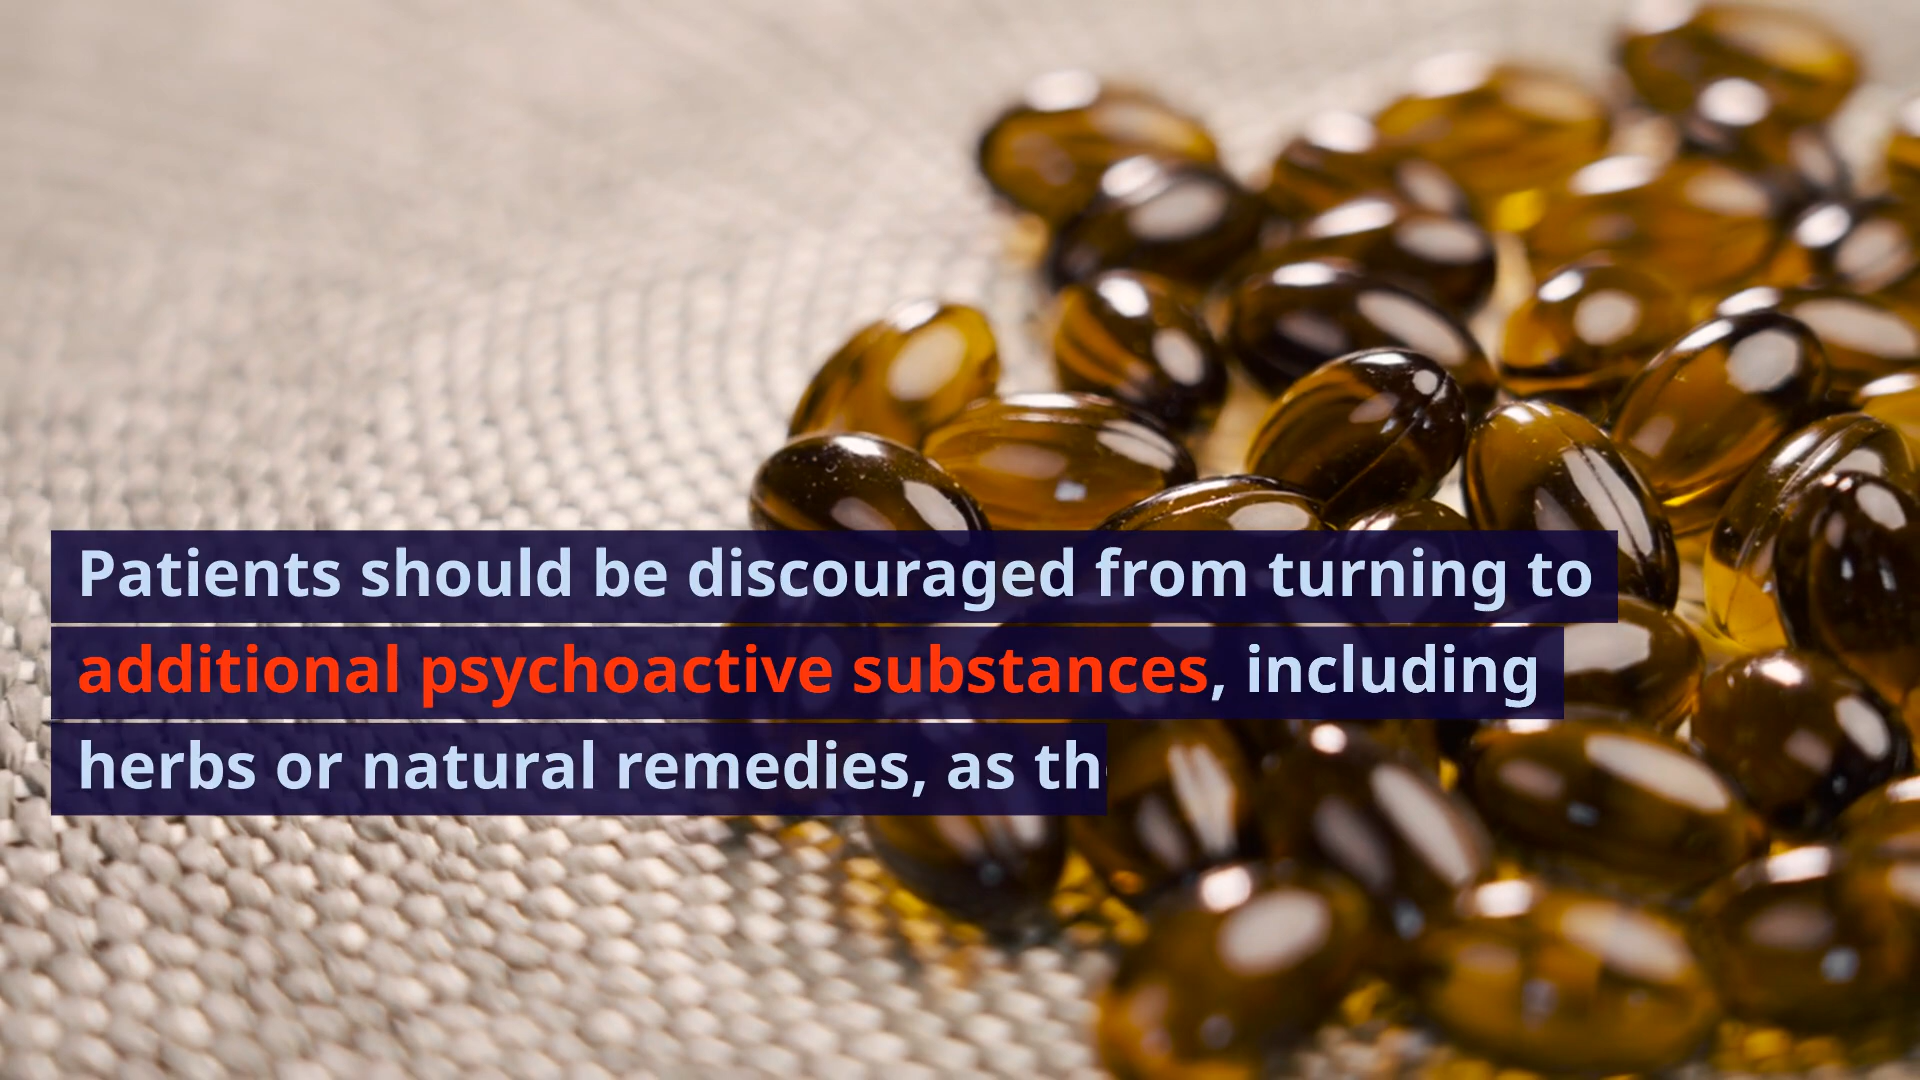 Patients should be discouraged from turning to
additional psychoactive substances, including
herbs or natural remedies, as th